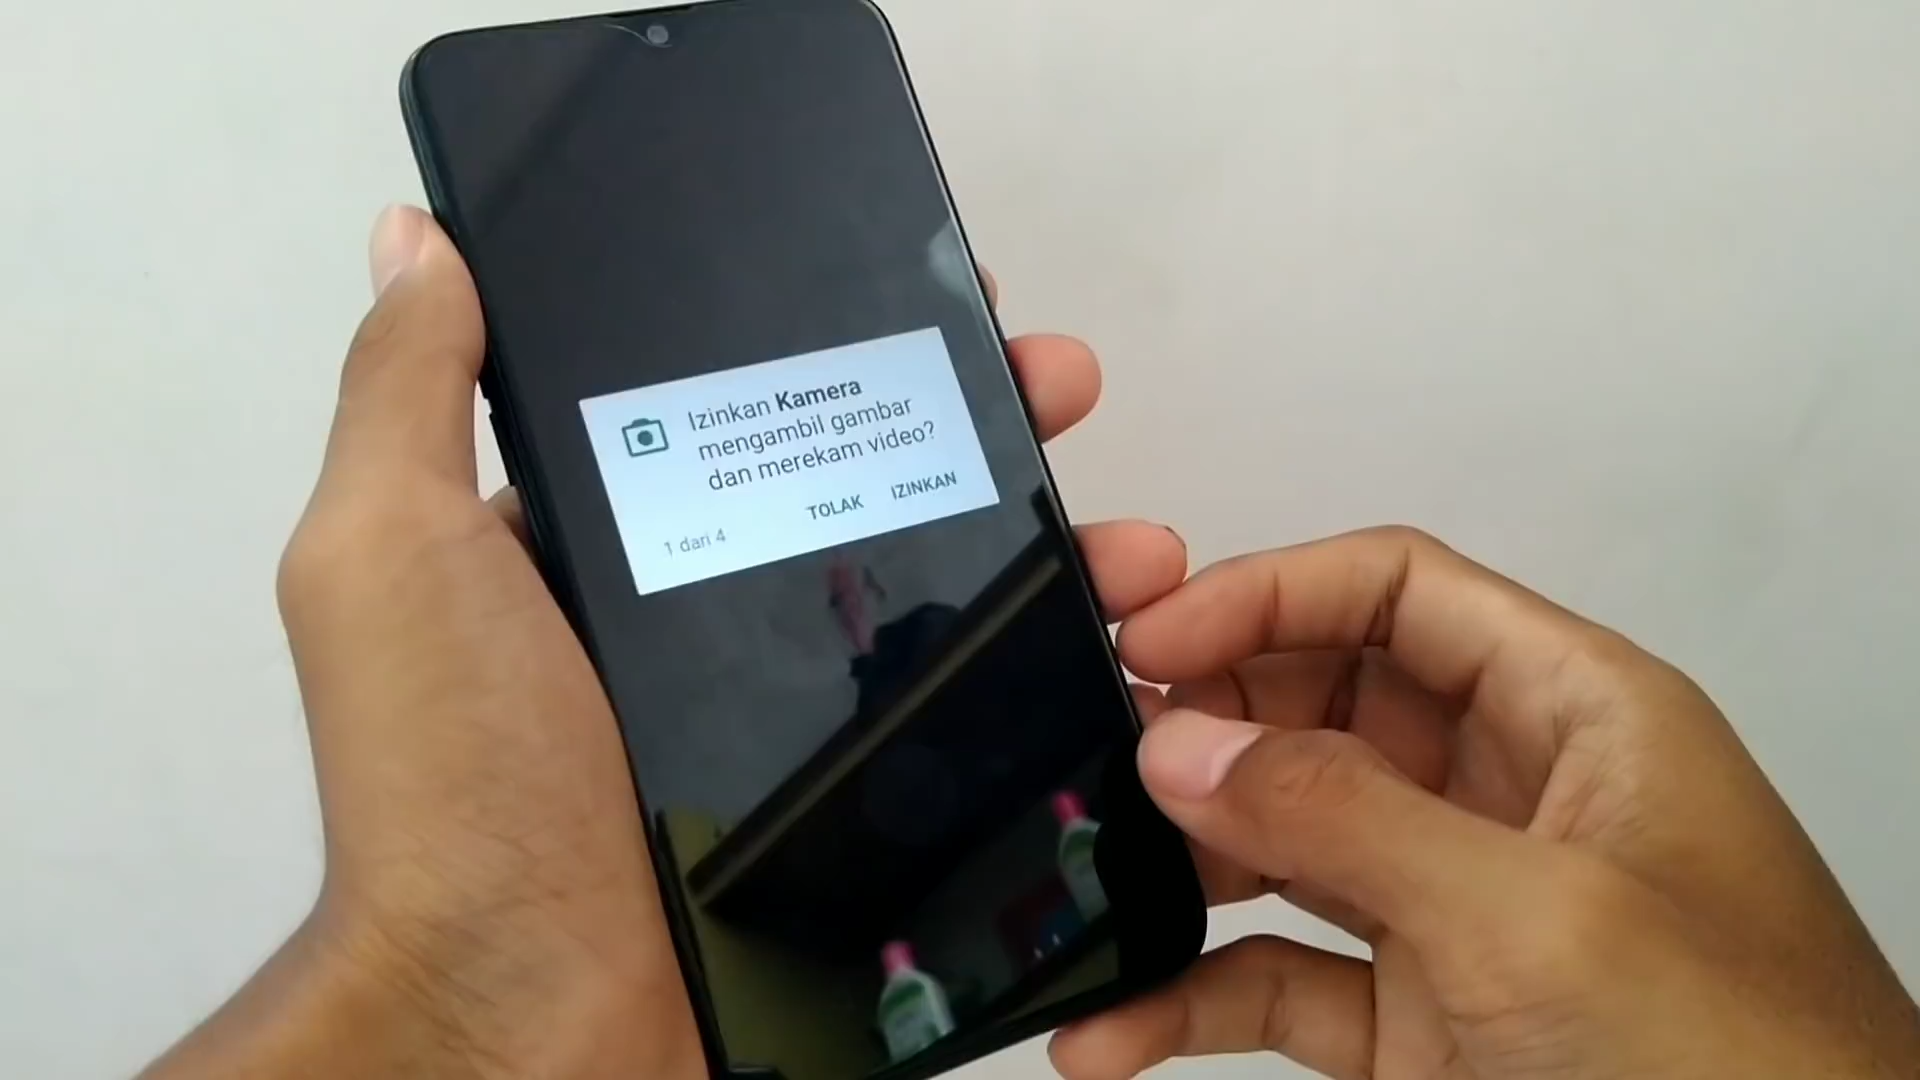 Izinkan Kamera
mengambil gambar
dan merekam video?
TOLAK IZINKAN
1 dari 4